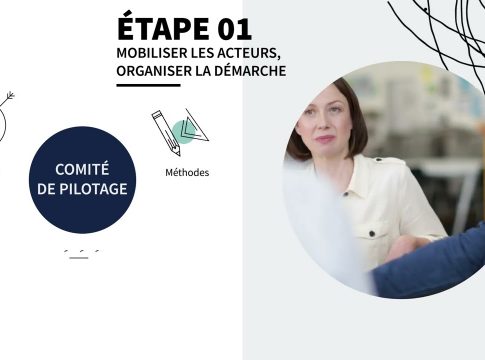 ÉTAPE 01
MOBILISER LES ACTEURS,
ORGANISER LA DÉMARCHE
COMITÉ
DE PILOTAGE
Méthodes